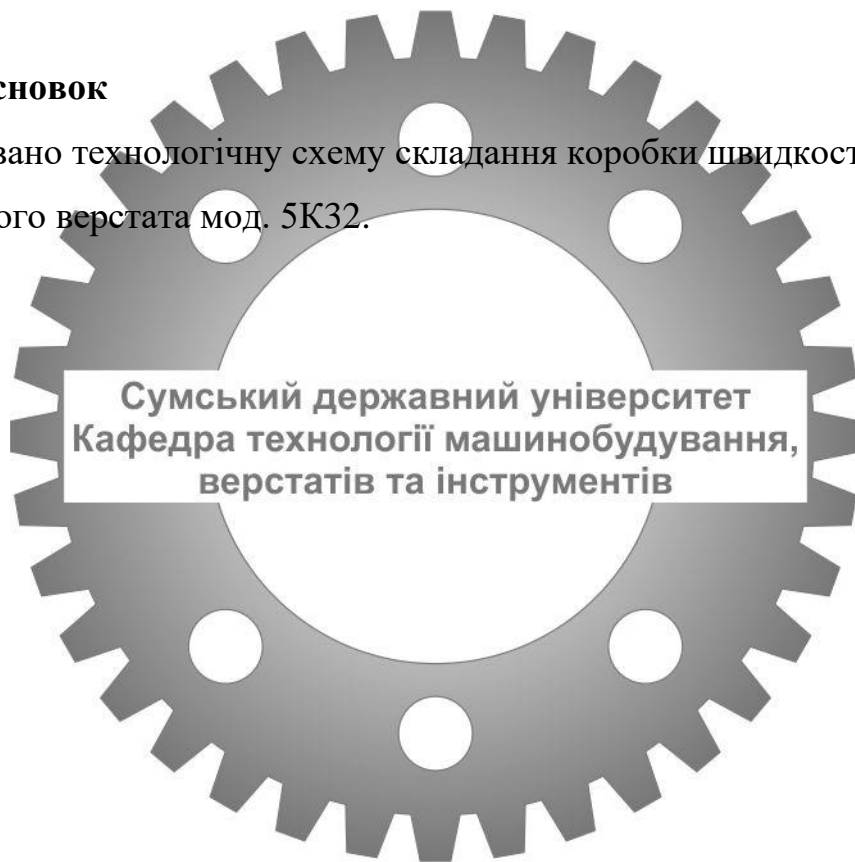 сновок
вано технологічну схему складання коробки швидкост
ого верстата мод. 5К32.
Сумський державний університет
Кафедра технології машинобудування,
верстатів та інструментів